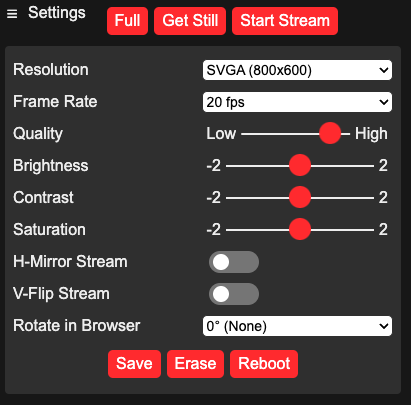 ≡ Settings Full Get Still Start Stream
Resolution SVGA (800x600)
Frame Rate 20 fps
Quality Low High
Brightness -2 2
Contrast -2 2
Saturation -2 2
H-Mirror Stream
V-Flip Stream
Rotate in Browser 0° (None)
Save Erase Reboot